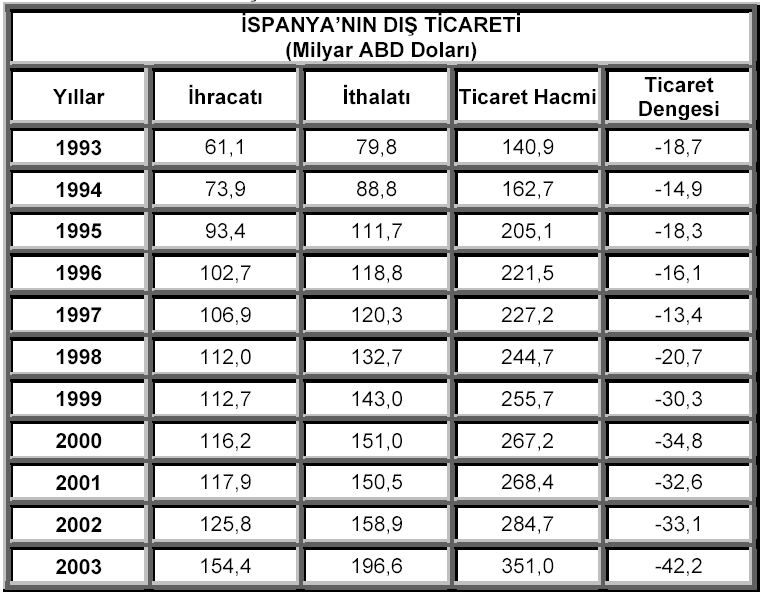 İSPANYA'NIN DIŞ TİCARETİ
(Milyar ABD Doları)
Yıllar İhracatı İthalatı Ticaret Hacmi Ticaret Dengesi
1993 61,1 79,8 140,9 -18,7
1994 73,9 88,8 162,7 -14,9
1995 93,4 111,7 205,1 -18,3
1996 102,7 118,8 221,5 -16,1
1997 106,9 120,3 227,2 -13,4
1998 112,0 132,7 244,7 -20,7
1999 112,7 143,0 255,7 -30,3
2000 116,2 151,0 267,2 -34,8
2001 117,9 150,5 268,4 -32,6
2002 125,8 158,9 284,7 -33,1
2003 154,4 196,6 351,0 -42,2